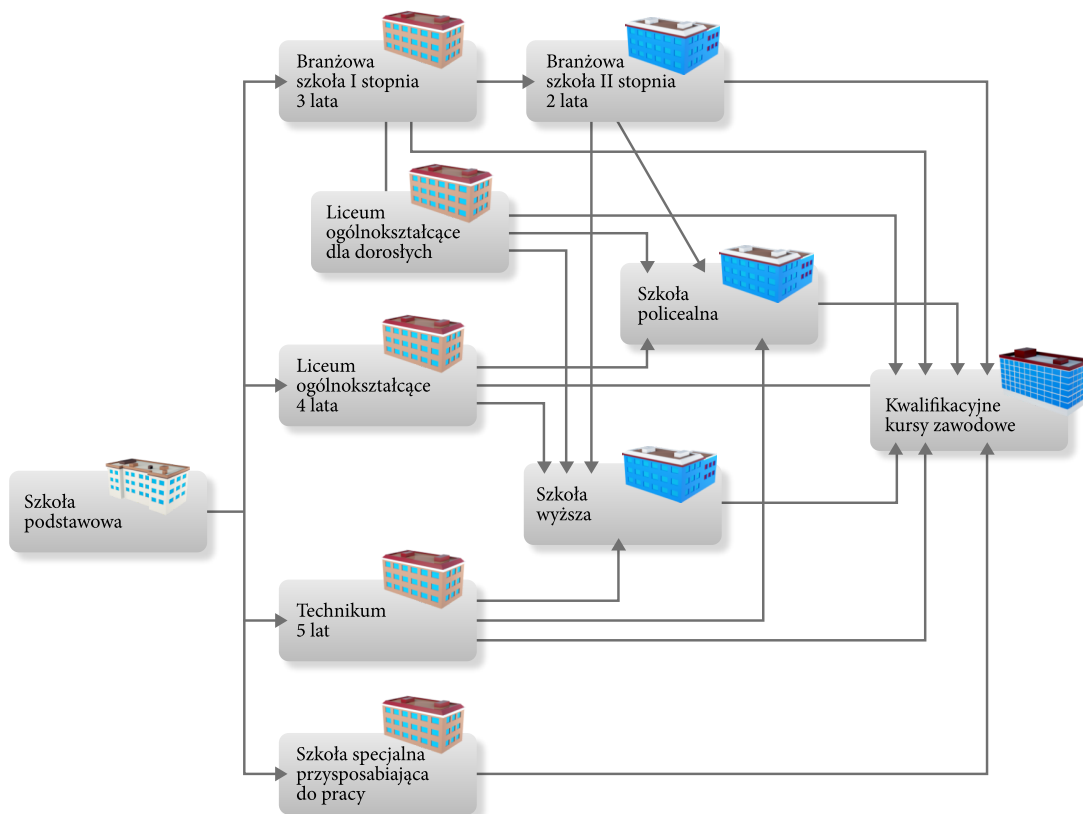 Branżowa
szkoła I stopnia
3 lata
Branżowa
szkoła II stopnia
2 lata
Liceum
ogólnokształcące
dla dorosłych
Szkoła
policealna
Liceum
ogólnokształcące
4 lata
Kwalifikacyjne
kursy zawodowe
Szkoła
podstawowa
Szkoła
wyższa
Technikum
5 lat
Szkoła specjalna
przysposabiająca
do pracy